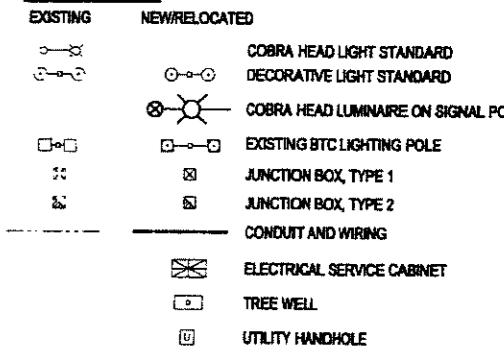 EXISTING NEW/RELOCATED
COBRA HEAD LIGHT STANDARD
DECORATIVE LIGHT STANDARD
COBRA HEAD LUMINAIRE ON SIGNAL PO
EXISTING BTC LIGHTING POLE
JUNCTION BOX, TYPE 1
JUNCTION BOX, TYPE 2
CONDUIT AND WIRING
ELECTRICAL SERVICE CABINET
TREE WELL
U UTILITY HANDHOLE